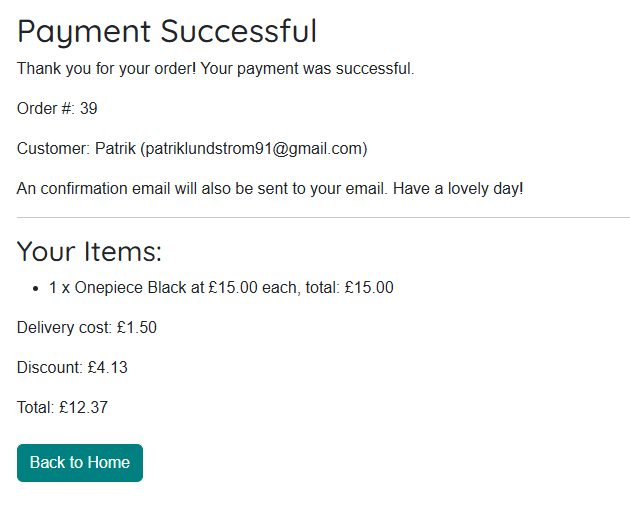 Payment Successful
Thank you for your order! Your payment was successful.
Order #: 39
Customer: Patrik (patriklundstrom91@gmail.com)
An confirmation email will also be sent to your email. Have a lovely day!
Your Items:
• 1 x Onepiece Black at £15.00 each, total: £15.00
Delivery cost: £1.50
Discount: £4.13
Total: £12.37
Back to Home